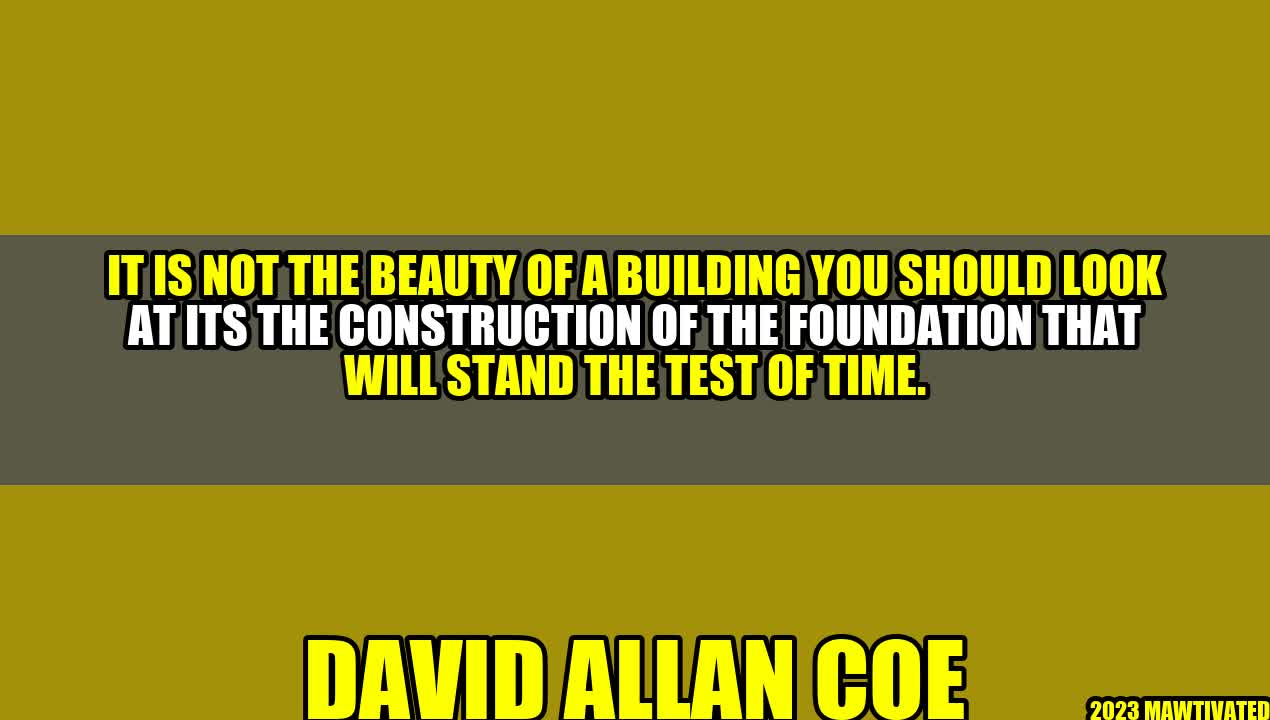 IT IS NOT THE BEAUTY OF A BUILDING YOU SHOULD LOOK
AT ITS THE CONSTRUCTION OF THE FOUNDATION THAT
WILL STAND THE TEST OF TIME.
DAVID ALLAN COE
2023 MAWTIVATED